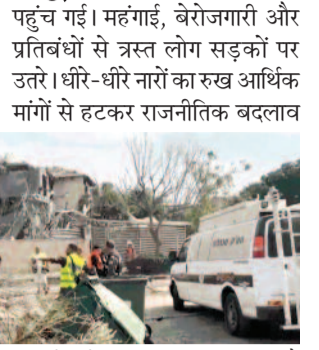 पहुंच गई। महंगाई, बेरोजगारी और
प्रतिबंधों से त्रस्त लोग सड़कों पर
उतरे। धीरे-धीरे नारों का रुख आर्थिक
मांगों से हटकर राजनीतिक बदलाव